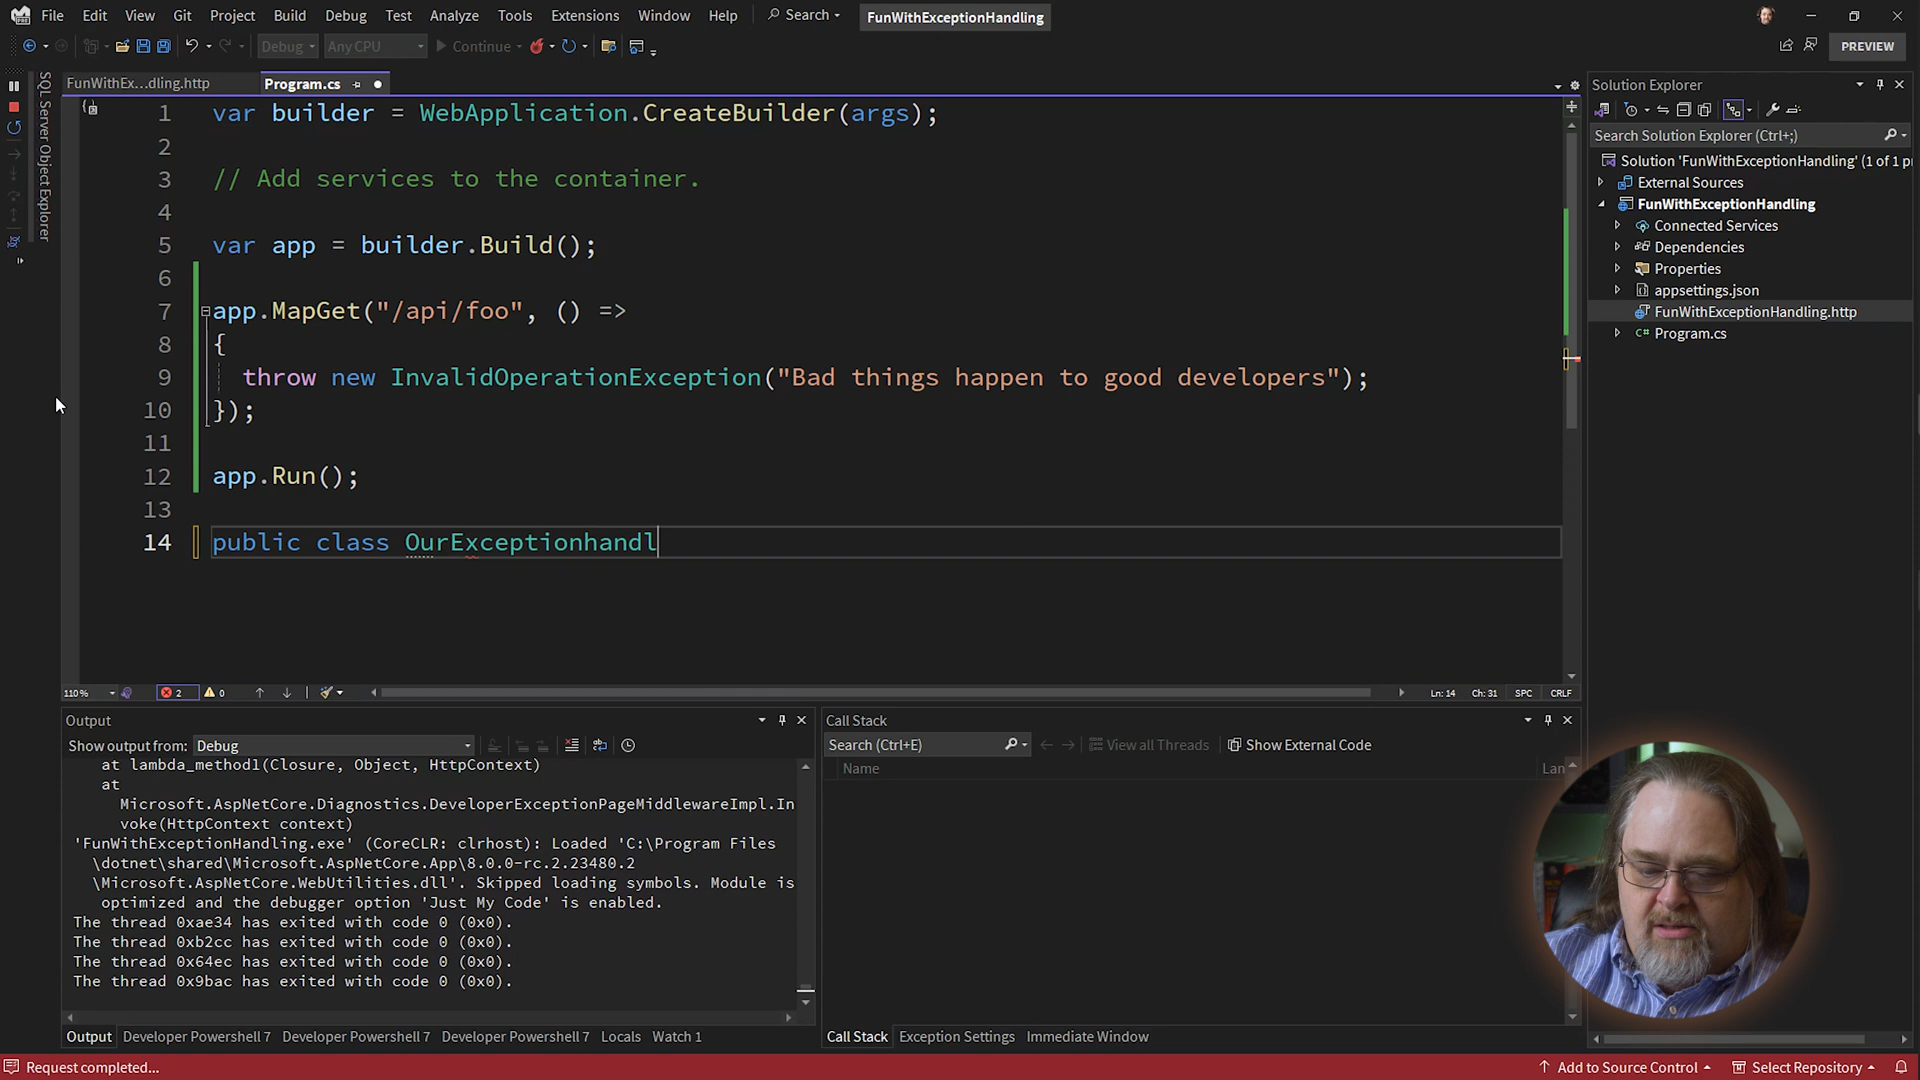 File Edit View Git Project Build Debug Test Analyze Tools Extensions Window Help Search FunWithExceptionHandling
Debug Any CPU Continue PREVIEW
SQL Server Object Explorer
FunWithEx...dling.http Program.cs
1 var builder = WebApplication.CreateBuilder(args);
2
3 // Add services to the container.
4
5 var app = builder.Build();
6
7 app.MapGet("/api/foo", () =>
8 {
9 throw new InvalidOperationException("Bad things happen to good developers");
10 });
11
12 app.Run();
13
14 public class OurExceptionhandl
110% 2 0 Ln: 14 Ch: 31 SPC CRLF
Solution Explorer
Search Solution Explorer (Ctrl+;)
Solution 'FunWithExceptionHandling' (1 of 1 pr
External Sources
FunWithExceptionHandling
Connected Services
Dependencies
Properties
appsettings.json
FunWithExceptionHandling.http
C# Program.cs
Output
Show output from: Debug
at lambda_method1(Closure, Object, HttpContext)
at
Microsoft.AspNetCore.Diagnostics.DeveloperExceptionPageMiddlewareImpl.In
voke(HttpContext context)
'FunWithExceptionHandling.exe' (CoreCLR: clrhost): Loaded 'C:\Program Files
\dotnet\shared\Microsoft.AspNetCore.App\8.0.0-rc.2.23480.2
\Microsoft.AspNetCore.WebUtilities.dll'. Skipped loading symbols. Module is
optimized and the debugger option 'Just My Code' is enabled.
The thread 0xae34 has exited with code 0 (0x0).
The thread 0xb2cc has exited with code 0 (0x0).
The thread 0x64ec has exited with code 0 (0x0).
The thread 0x9bac has exited with code 0 (0x0).
Output Developer Powershell 7 Developer Powershell 7 Developer Powershell 7 Locals Watch 1
Call Stack
Search (Ctrl+E) View all Threads Show External Code
Name Lan
Call Stack Exception Settings Immediate Window
Request completed... Add to Source Control Select Repository